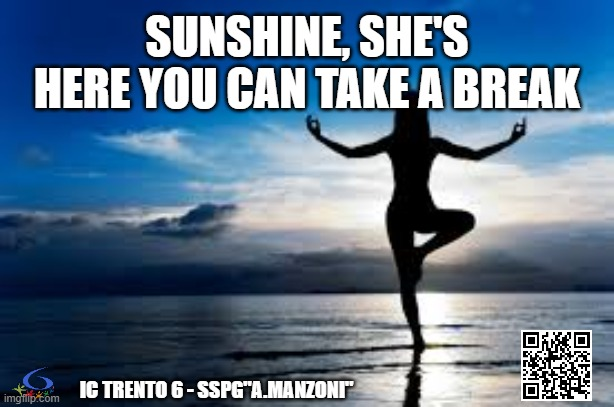 SUNSHINE, SHE'S
HERE YOU CAN TAKE A BREAK
IC TRENTO 6 - SSPG"A.MANZONI"
imgflip.com